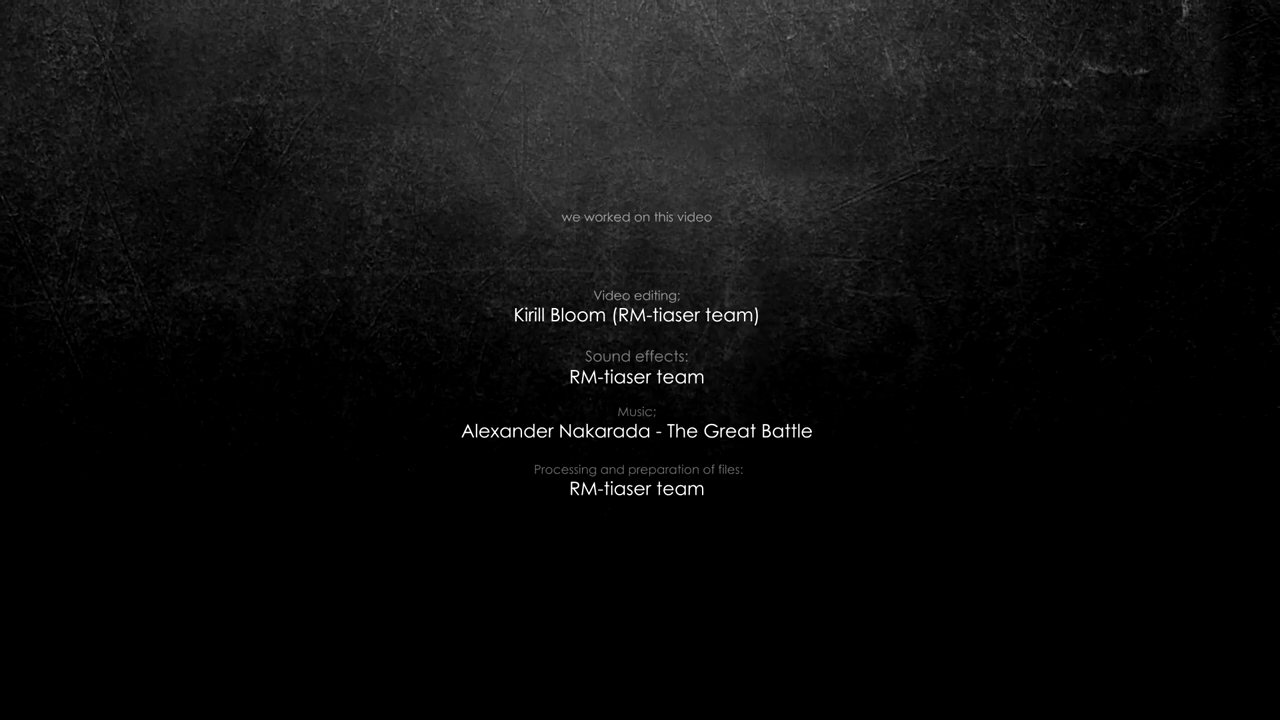 we worked on this video
Video editing;
Kirill Bloom (RM-tiaser team)
Sound effects:
RM-tiaser team
Music;
Alexander Nakarada - The Great Battle
Processing and preparation of files:
RM-tiaser team